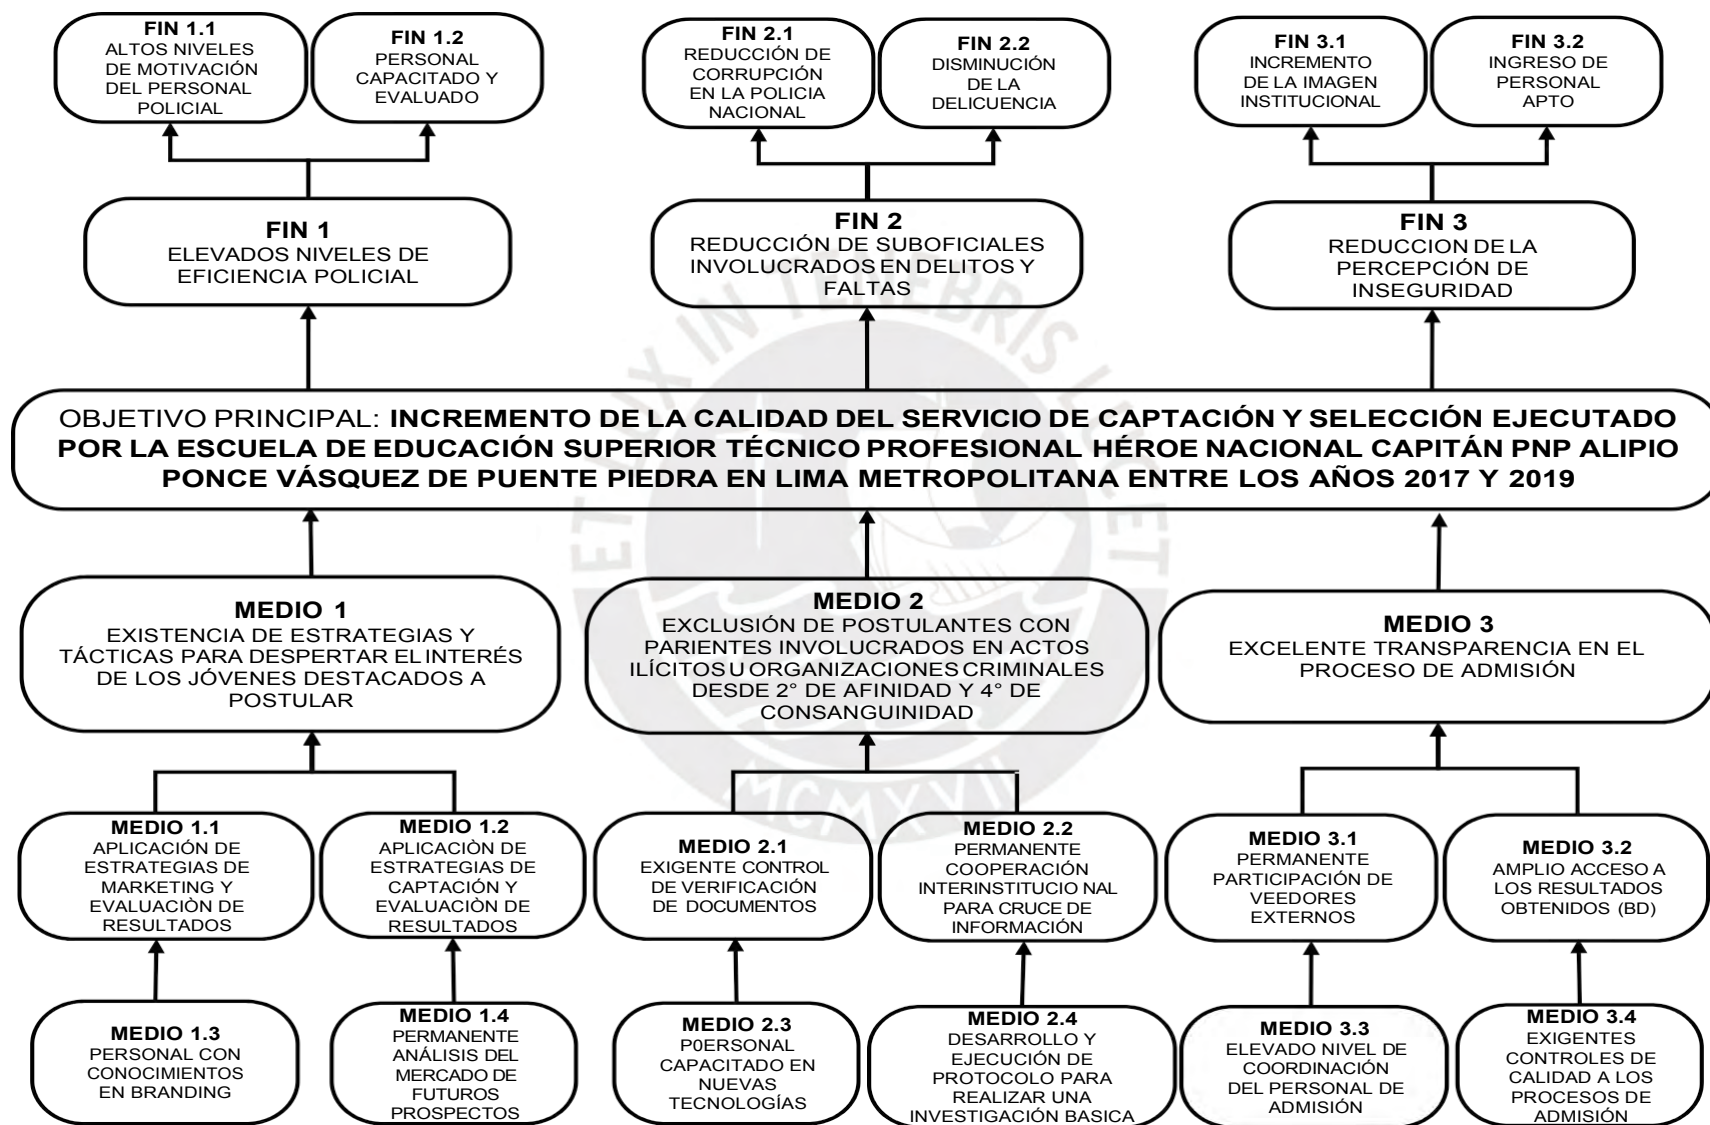 FIN 1.1
ALTOS NIVELES
DE MOTIVACIÓN
DEL PERSONAL
POLICIAL
FIN 1.2
PERSONAL
CAPACITADO Y
EVALUADO
FIN 2.1
REDUCCIÓN DE
CORRUPCIÓN
EN LA POLICIA
NACIONAL
FIN 2.2
DISMINUCIÓN
DE LA
DELICUENCIA
FIN 3.1
INCREMENTO
DE LA IMAGEN
INSTITUCIONAL
FIN 3.2
INGRESO DE
PERSONAL
APTO
FIN 1
ELEVADOS NIVELES DE
EFICIENCIA POLICIAL
FIN 2
REDUCCIÓN DE SUBOFICIALES
INVOLUCRADOS EN DELITOS Y
FALTAS
FIN 3
REDUCCION DE LA
PERCEPCIÓN DE
INSEGURIDAD
OBJETIVO PRINCIPAL: INCREMENTO DE LA CALIDAD DEL SERVICIO DE CAPTACIÓN Y SELECCIÓN EJECUTADO
POR LA ESCUELA DE EDUCACIÓN SUPERIOR TÉCNICO PROFESIONAL HÉROE NACIONAL CAPITÁN PNP ALIPIO
PONCE VÁSQUEZ DE PUENTE PIEDRA EN LIMA METROPOLITANA ENTRE LOS AÑOS 2017 Y 2019
MEDIO 1
EXISTENCIA DE ESTRATEGIAS Y
TÁCTICAS PARA DESPERTAR EL INTERÉS
DE LOS JÓVENES DESTACADOS A
POSTULAR
MEDIO 2
EXCLUSIÓN DE POSTULANTES CON
PARIENTES INVOLUCRADOS EN ACTOS
ILÍCITOS U ORGANIZACIONES CRIMINALES
DESDE 2° DE AFINIDAD Y 4° DE
CONSANGUINIDAD
MEDIO 3
EXCELENTE TRANSPARENCIA EN EL
PROCESO DE ADMISIÓN
MEDIO 1.1
APLICACIÓN DE
ESTRATEGIAS DE
MARKETING Y
EVALUACIÒN DE
RESULTADOS
MEDIO 1.2
APLICACIÒN DE
ESTRATEGIAS DE
CAPTACIÓN Y
EVALUACIÒN DE
RESULTADOS
MEDIO 2.1
EXIGENTE CONTROL
DE VERIFICACIÓN
DE DOCUMENTOS
MEDIO 2.2
PERMANENTE
COOPERACIÓN
INTERINSTITUCIO NAL
PARA CRUCE DE
INFORMACIÓN
MEDIO 3.1
PERMANENTE
PARTICIPACIÓN DE
VEEDORES
EXTERNOS
MEDIO 3.2
AMPLIO ACCESO A
LOS RESULTADOS
OBTENIDOS (BD)
MEDIO 1.3
PERSONAL CON
CONOCIMIENTOS
EN BRANDING
MEDIO 1.4
PERMANENTE
ANÁLISIS DEL
MERCADO DE
FUTUROS
PROSPECTOS
MEDIO 2.3
P0ERSONAL
CAPACITADO EN
NUEVAS
TECNOLOGÍAS
MEDIO 2.4
DESARROLLO Y
EJECUCIÓN DE
PROTOCOLO PARA
REALIZAR UNA
INVESTIGACIÓN BASICA
MEDIO 3.3
ELEVADO NIVEL DE
COORDINACIÓN
DEL PERSONAL DE
ADMISIÓN
MEDIO 3.4
EXIGENTES
CONTROLES DE
CALIDAD A LOS
PROCESOS DE
ADMISIÓN
ET LUX IN TENEBRIS LUCET
MCMXVII